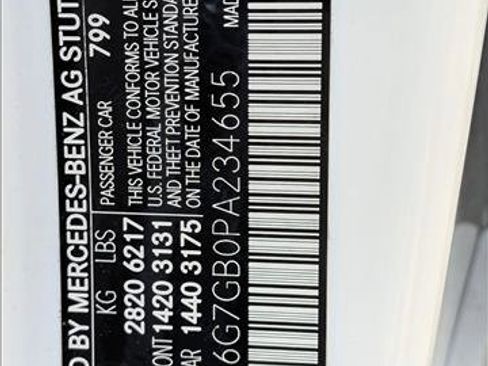 D BY MERCEDES-BENZ AG STUT
KG LBS PASSENGER CAR 799
2820 6217 THIS VEHICLE CONFORMS TO AL
ONT 1420 3131 U.S. FEDERAL MOTOR VEHICLE S
AR 1440 3175 AND THEFT PREVENTION STANDA
ON THE DATE OF MANUFACTUR
6G7GB0PA234655 MAD